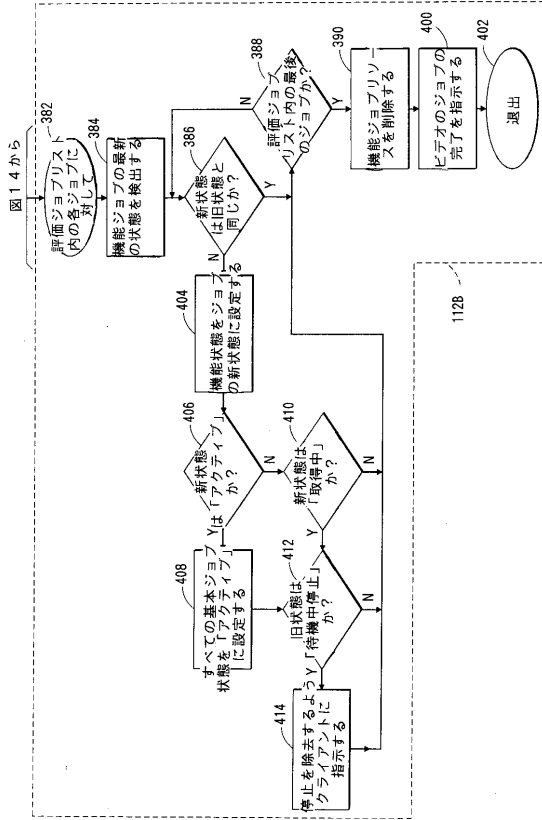 図14から
382
評価ジョブリスト
内の各ジョブに
対して
384
機能ジョブの最新
の状態を検出する
386
新状態
は旧状態と
同じか?
N
Y
388
評価ジョブ
リスト内の最後
のジョブか?
N
Y
390
機能ジョブリソー
スを削除する
400
ビデオのジョブの
完了を指示する
402
退出
404
機能状態をジョブ
の新状態に設定する
406
新状態
は「アクティブ」
か?
Y
N
408
すべての基本ジョブ
状態を「アクティブ」
に設定する
410
新状態は
「取得中」
か?
Y
N
412
旧状態は
「待機中停止」
か?
Y
N
414
停止を除去するよう
クライアントに
指示する
112B